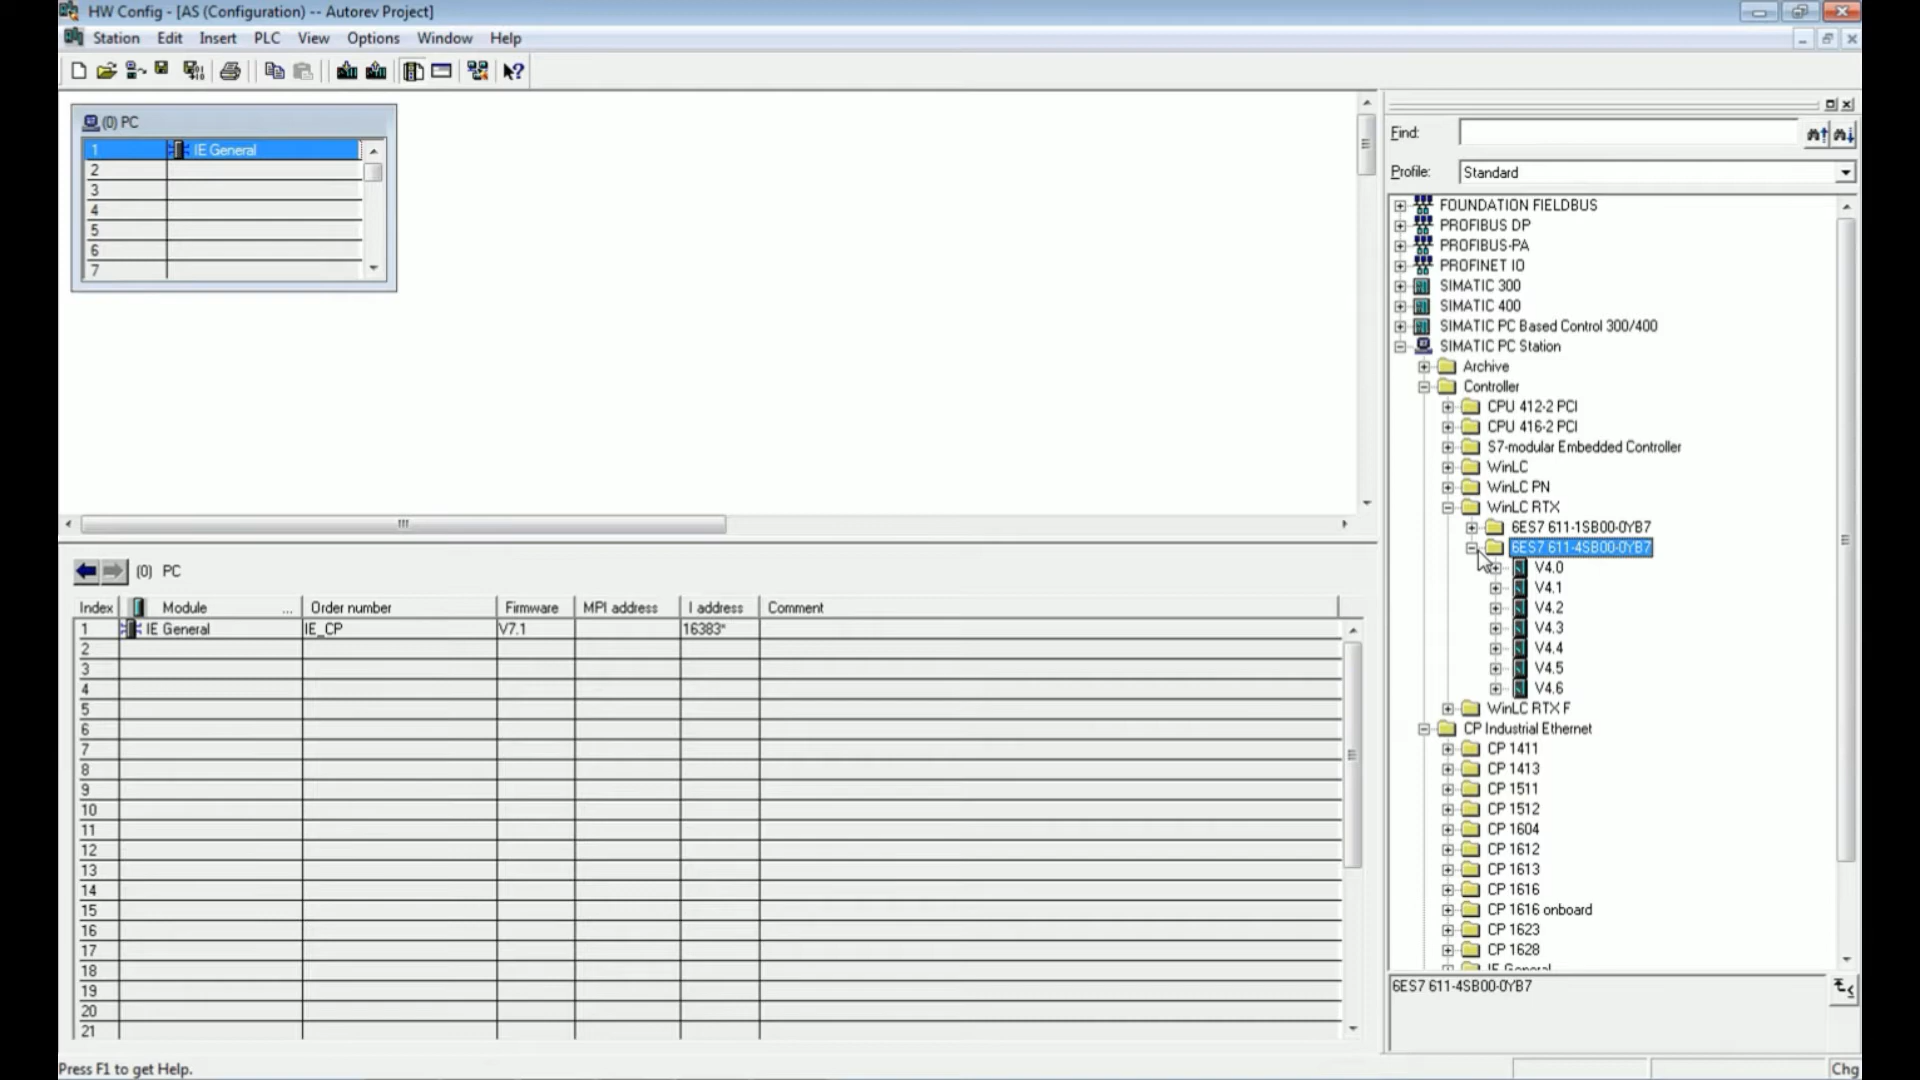 HW Config - [AS (Configuration) -- Autorev Project]
Station Edit Insert PLC View Options Window Help
(0) PC
1 IE General
2
3
4
5
6
7
Find:
Profile: Standard
FOUNDATION FIELDBUS
PROFIBUS DP
PROFIBUS-PA
PROFINET IO
SIMATIC 300
SIMATIC 400
SIMATIC PC Based Control 300/400
SIMATIC PC Station
Archive
Controller
CPU 412-2 PCI
CPU 416-2 PCI
S7-modular Embedded Controller
WinLC
WinLC PN
WinLC RTX
6ES7 611-1SB00-0YB7
6ES7 611-4SB00-0YB7
V4.0
V4.1
V4.2
V4.3
V4.4
V4.5
V4.6
WinLC RTX F
CP Industrial Ethernet
CP 1411
CP 1413
CP 1511
CP 1512
CP 1604
CP 1612
CP 1613
CP 1616
CP 1616 onboard
CP 1623
CP 1628
IE General
6ES7 611-4SB00-0YB7
(0) PC
Index Module ... Order number Firmware MPI address I address Comment
1 IE General IE_CP V7.1 16383*
2
3
4
5
6
7
8
9
10
11
12
13
14
15
16
17
18
19
20
21
Press F1 to get Help.
Chg